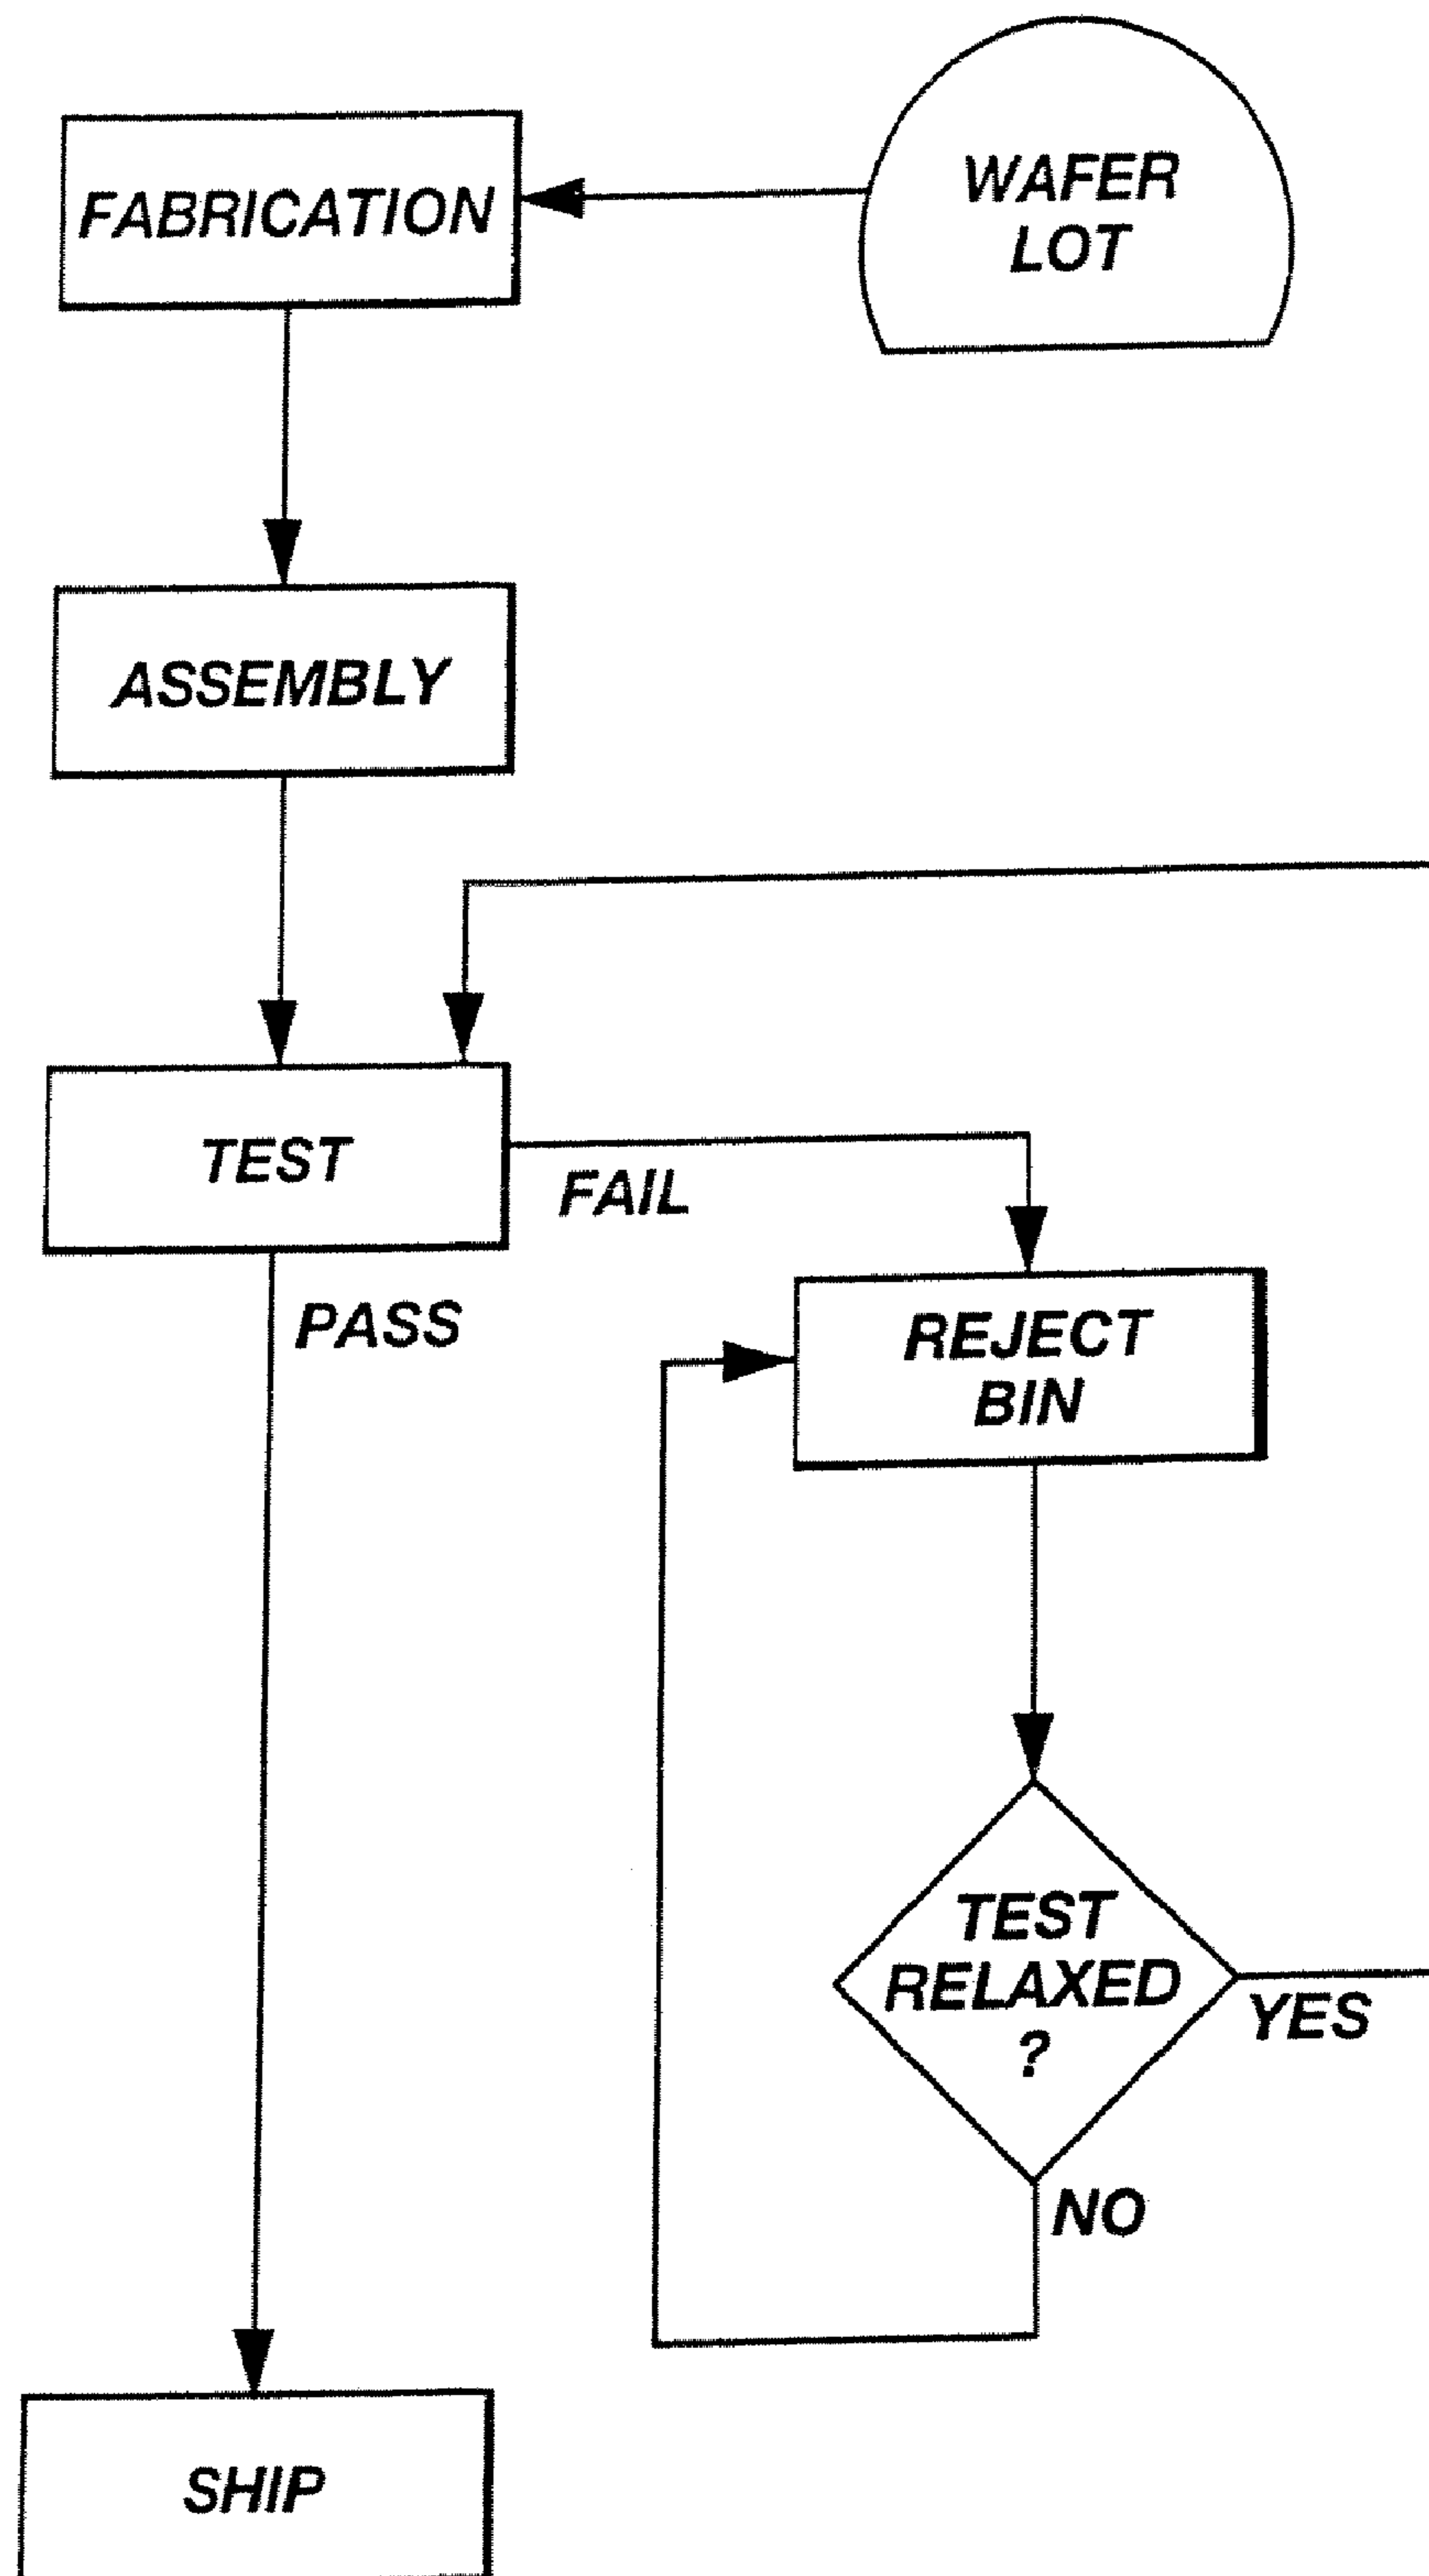 WAFER
LOT
FABRICATION
ASSEMBLY
TEST
FAIL
PASS
REJECT
BIN
TEST
RELAXED
?
YES
NO
SHIP